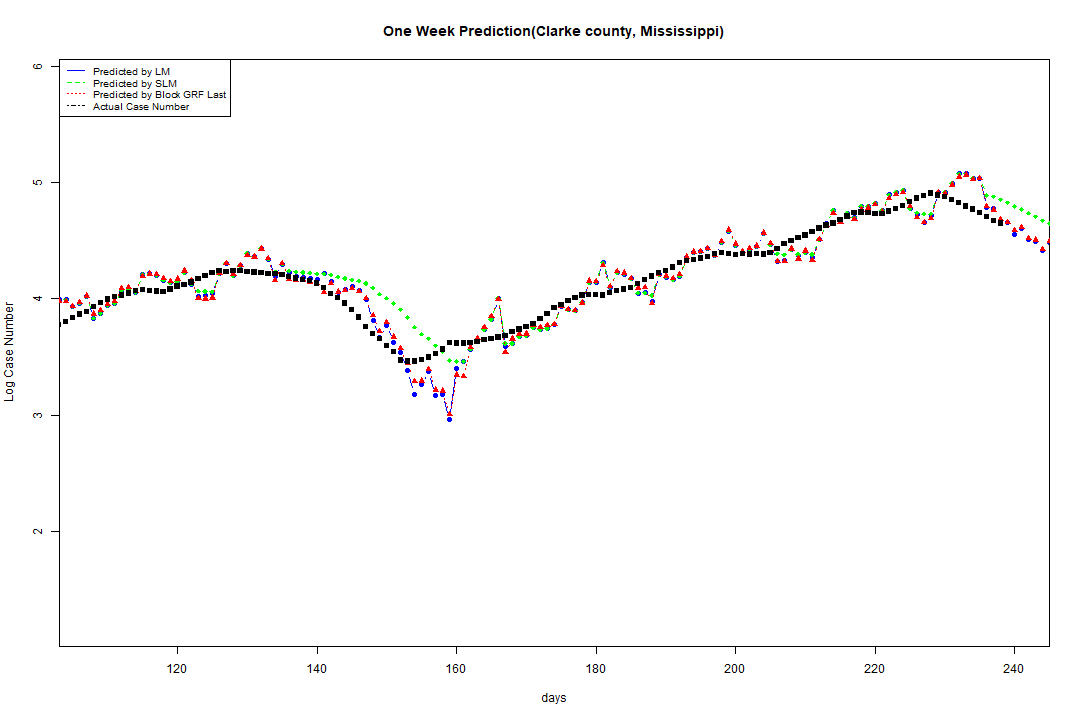 One Week Prediction(Clarke county, Mississippi)
Predicted by LM
Predicted by SLM
Predicted by Block GRF Last
Actual Case Number
6
5
4
3
2
Log Case Number
120 140 160 180 200 220 240
days